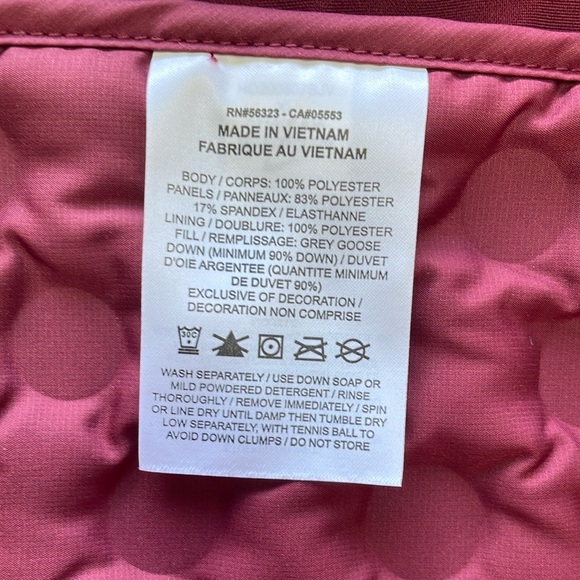 RN#56323 - CA#05553
MADE IN VIETNAM
FABRIQUE AU VIETNAM
BODY / CORPS: 100% POLYESTER
PANELS / PANNEAUX: 83% POLYESTER
17% SPANDEX / ELASTHANNE
LINING / DOUBLURE: 100% POLYESTER
FILL / REMPLISSAGE: GREY GOOSE
DOWN (MINIMUM 90% DOWN) / DUVET
D'OIE ARGENTEE (QUANTITE MINIMUM
DE DUVET 90%)
EXCLUSIVE OF DECORATION /
DECORATION NON COMPRISE
30C
WASH SEPARATELY / USE DOWN SOAP OR
MILD POWDERED DETERGENT / RINSE
THOROUGHLY / REMOVE IMMEDIATELY / SPIN
OR LINE DRY UNTIL DAMP THEN TUMBLE DRY
LOW SEPARATELY, WITH TENNIS BALL TO
AVOID DOWN CLUMPS / DO NOT STORE